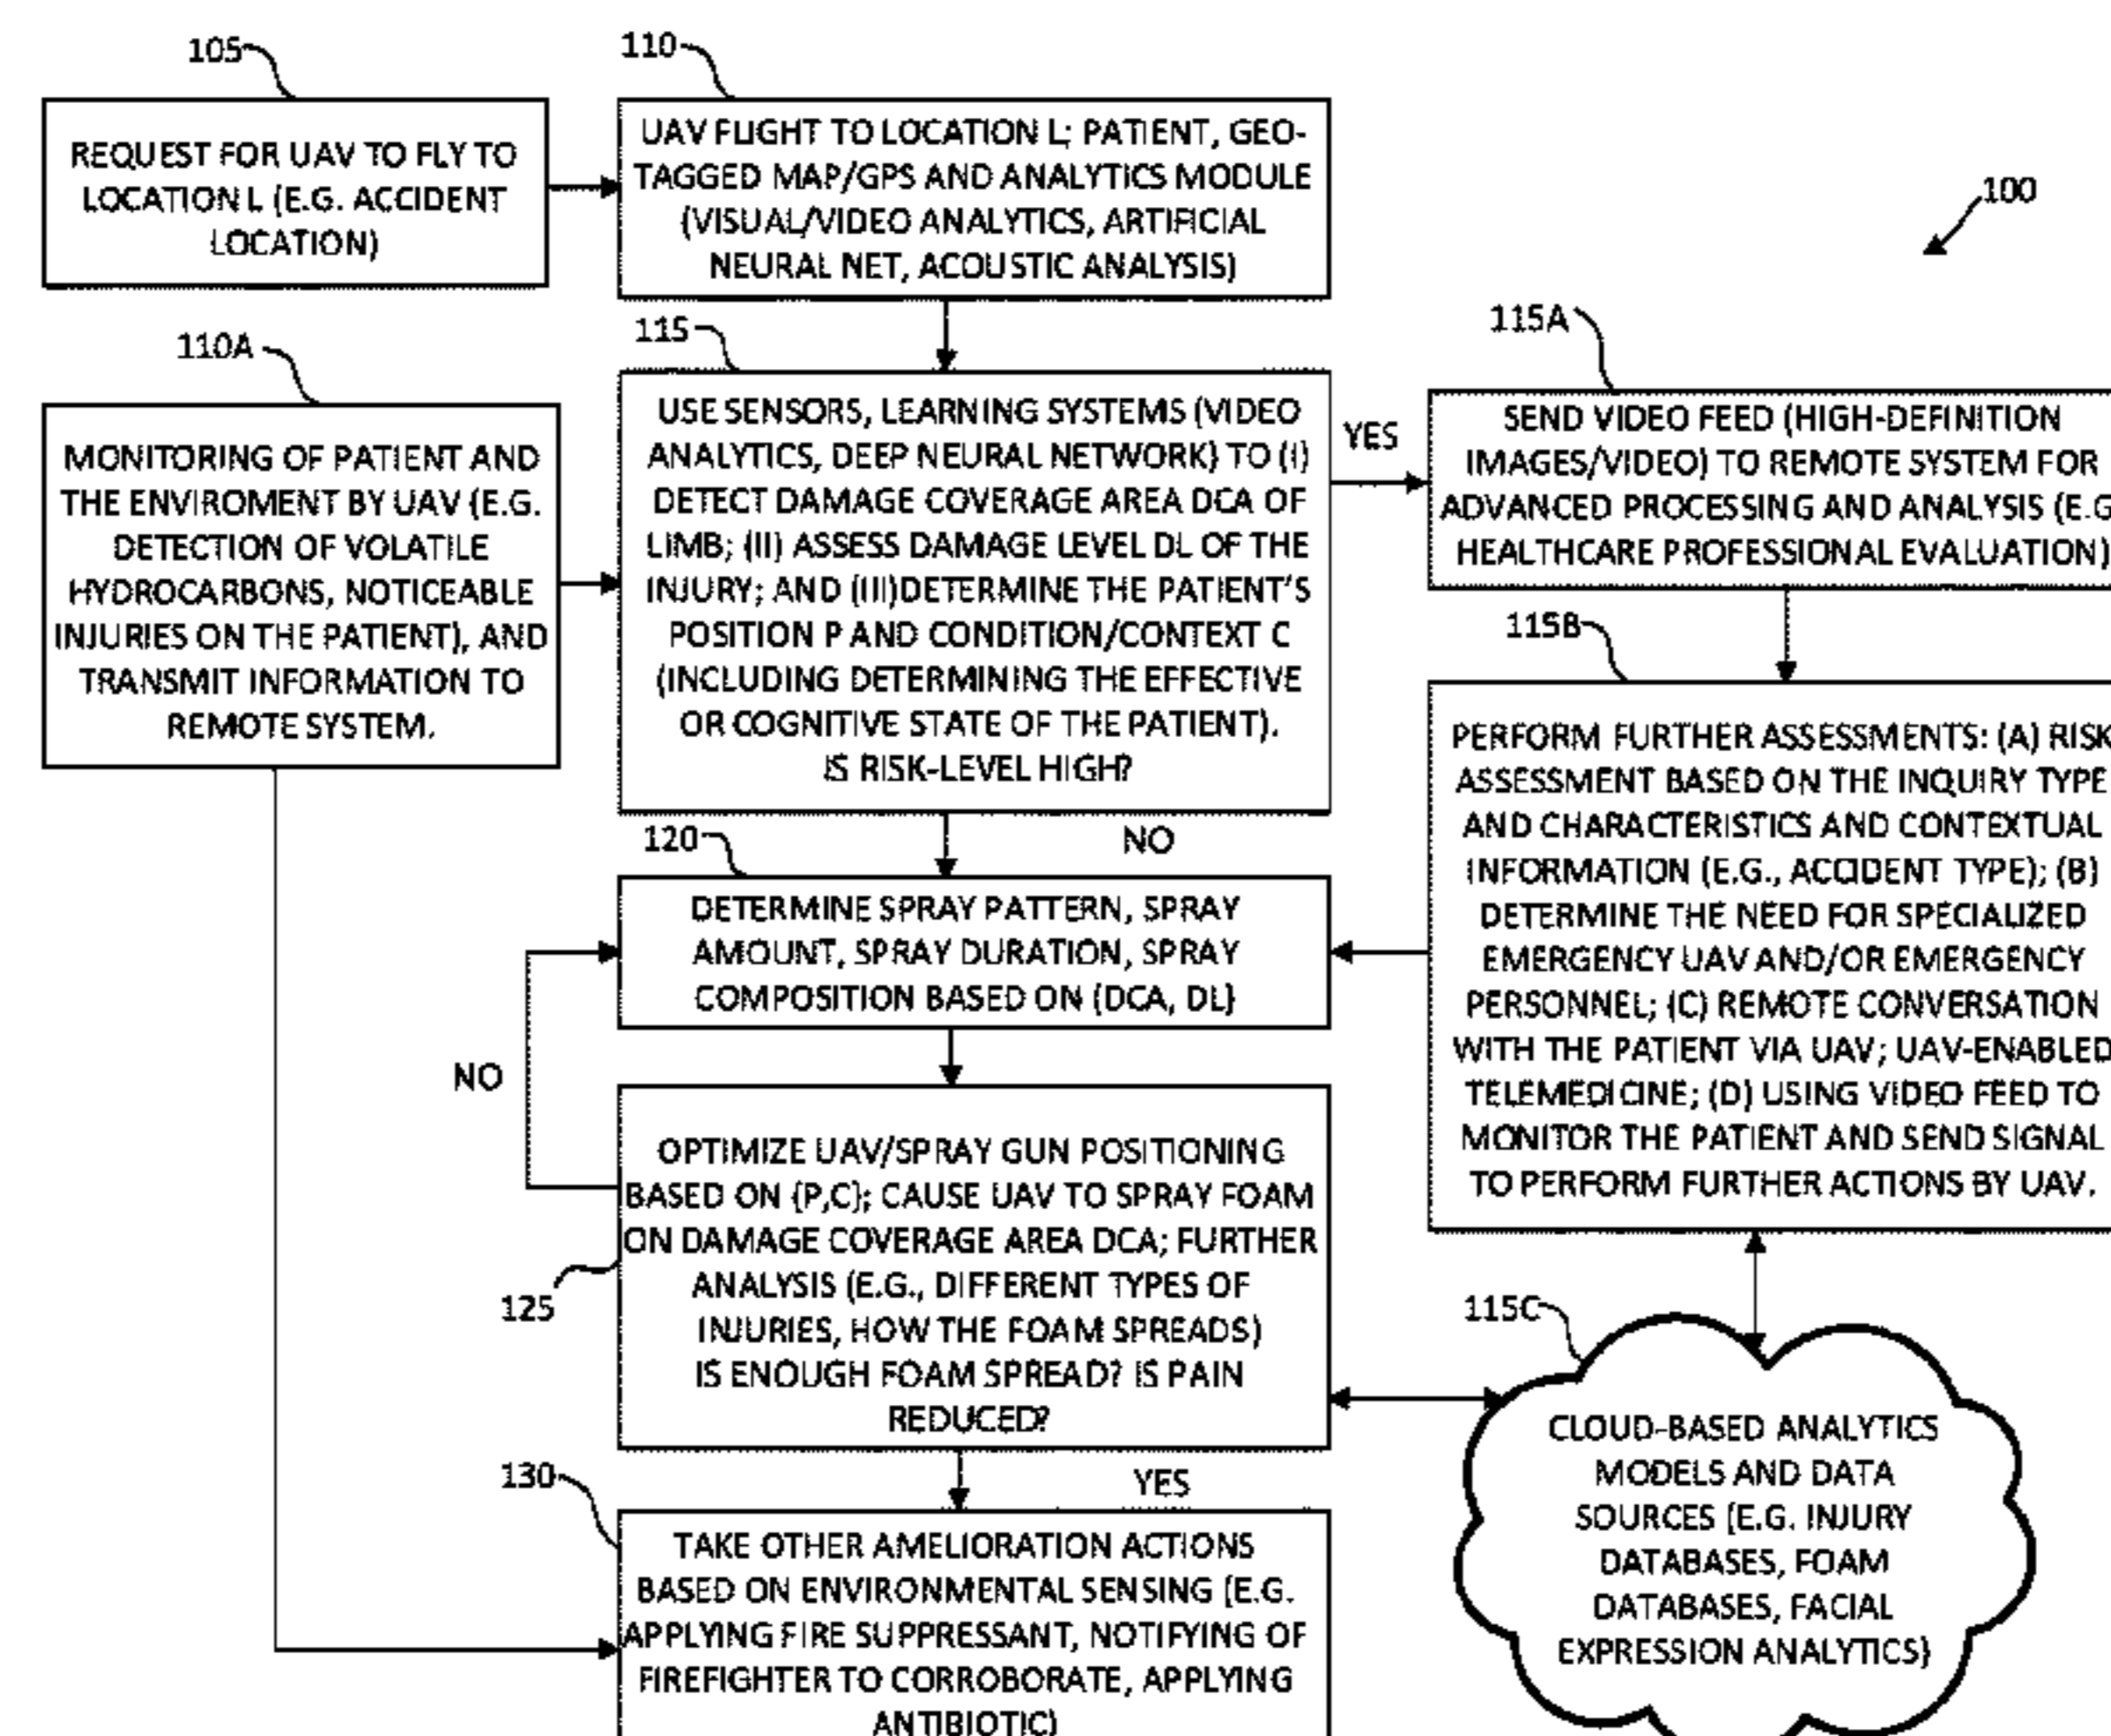 105
REQUEST FOR UAV TO FLY TO
LOCATION L (E.G. ACCIDENT
LOCATION)
110
UAV FLIGHT TO LOCATION L; PATIENT, GEO-
TAGGED MAP/GPS AND ANALYTICS MODULE
(VISUAL/VIDEO ANALYTICS, ARTIFICIAL
NEURAL NET, ACOUSTIC ANALYSIS)
100
110A
MONITORING OF PATIENT AND
THE ENVIROMENT BY UAV (E.G.
DETECTION OF VOLATILE
HYDROCARBONS, NOTICEABLE
INJURIES ON THE PATIENT), AND
TRANSMIT INFORMATION TO
REMOTE SYSTEM.
115
USE SENSORS, LEARNING SYSTEMS (VIDEO
ANALYTICS, DEEP NEURAL NETWORK) TO (I)
DETECT DAMAGE COVERAGE AREA DCA OF
LIMB; (II) ASSESS DAMAGE LEVEL DL OF THE
INJURY; AND (III)DETERMINE THE PATIENT'S
POSITION P AND CONDITION/CONTEXT C
(INCLUDING DETERMINING THE EFFECTIVE
OR COGNITIVE STATE OF THE PATIENT).
IS RISK-LEVEL HIGH?
YES
NO
115A
SEND VIDEO FEED (HIGH-DEFINITION
IMAGES/VIDEO) TO REMOTE SYSTEM FOR
ADVANCED PROCESSING AND ANALYSIS (E.G
HEALTHCARE PROFESSIONAL EVALUATION)
115B
PERFORM FURTHER ASSESSMENTS: (A) RISK
ASSESSMENT BASED ON THE INQUIRY TYPE
AND CHARACTERISTICS AND CONTEXTUAL
INFORMATION (E.G., ACCIDENT TYPE); (B)
DETERMINE THE NEED FOR SPECIALIZED
EMERGENCY UAV AND/OR EMERGENCY
PERSONNEL; (C) REMOTE CONVERSATION
WITH THE PATIENT VIA UAV; UAV-ENABLED
TELEMEDICINE; (D) USING VIDEO FEED TO
MONITOR THE PATIENT AND SEND SIGNAL
TO PERFORM FURTHER ACTIONS BY UAV.
120
DETERMINE SPRAY PATTERN, SPRAY
AMOUNT, SPRAY DURATION, SPRAY
COMPOSITION BASED ON {DCA, DL}
NO
125
OPTIMIZE UAV/SPRAY GUN POSITIONING
BASED ON {P,C}; CAUSE UAV TO SPRAY FOAM
ON DAMAGE COVERAGE AREA DCA; FURTHER
ANALYSIS (E.G., DIFFERENT TYPES OF
INJURIES, HOW THE FOAM SPREADS)
IS ENOUGH FOAM SPREAD? IS PAIN
REDUCED?
YES
115C
CLOUD-BASED ANALYTICS
MODELS AND DATA
SOURCES (E.G. INJURY
DATABASES, FOAM
DATABASES, FACIAL
EXPRESSION ANALYTICS)
130
TAKE OTHER AMELIORATION ACTIONS
BASED ON ENVIRONMENTAL SENSING (E.G.
APPLYING FIRE SUPPRESSANT, NOTIFYING OF
FIREFIGHTER TO CORROBORATE, APPLYING
ANTIBIOTIC)